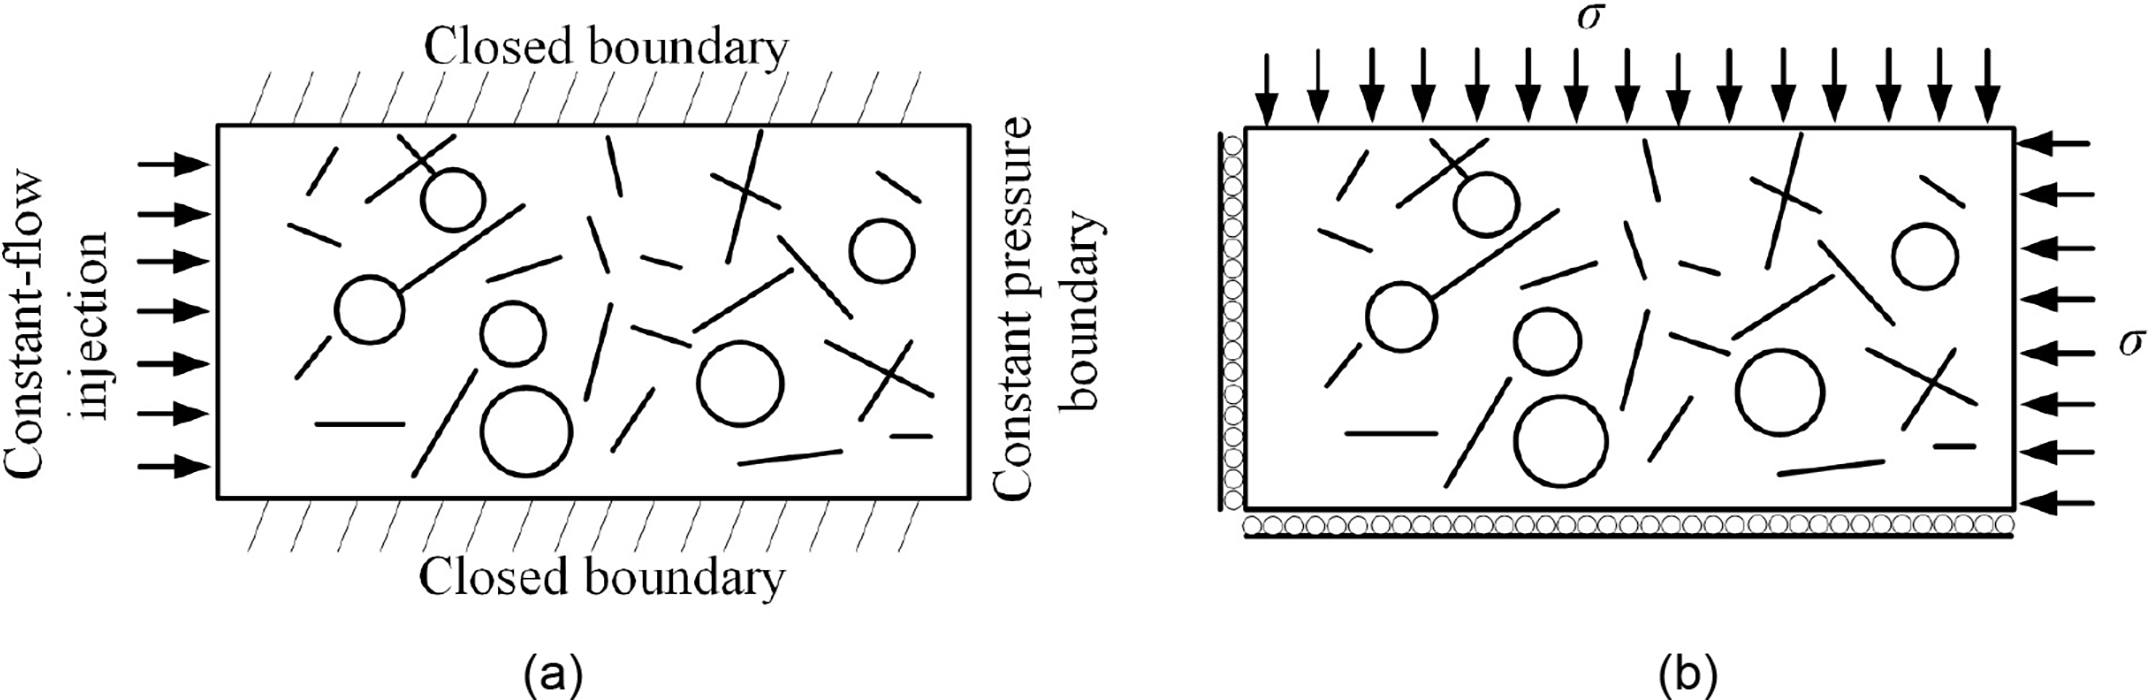 Closed boundary
Constant-flow
injection
Constant pressure
boundary
Closed boundary
(a)
σ
σ
(b)